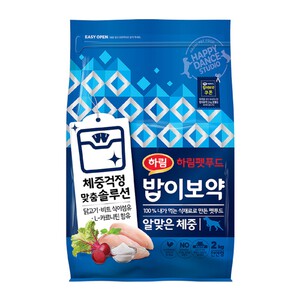 EASY OPEN
HAPPY
DANCE
STUDIO
체중걱정
맞춤솔루션
닭고기·비트 식이섬유
·L-카르니틴 함유
하림
하림펫푸드
밥이보약
100% 내가 먹는 식재료로 만든 펫푸드
알맞은 체중
NO
2kg